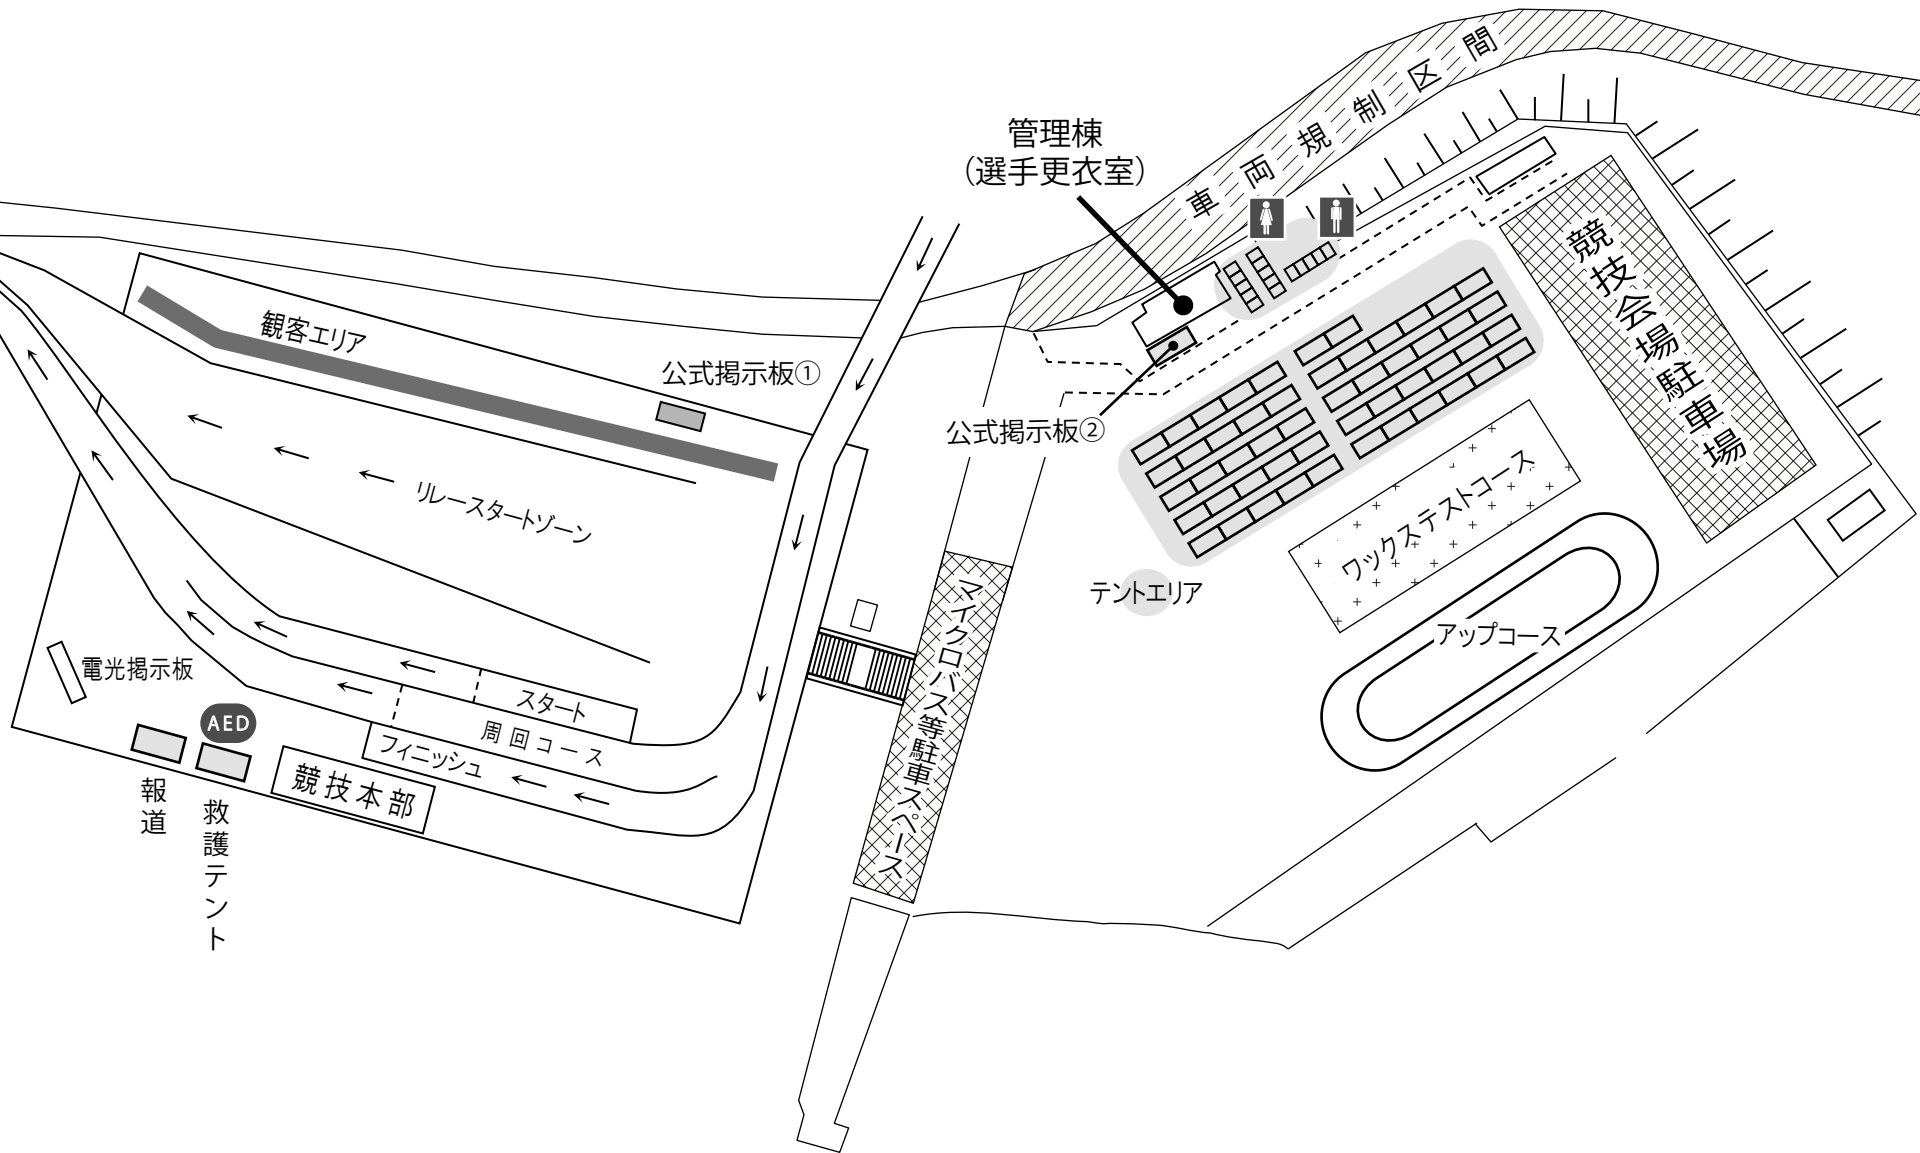 車両規制区間
管理棟
（選手更衣室）
競技会場駐車場
観客エリア
公式掲示板①
公式掲示板②
リレースタートゾーン
ワックステストコース
テントエリア
アップコース
マイクロバス等駐車スペース
電光掲示板
AED
スタート
周回コース
フィニッシュ
競技本部
報道
救護テント